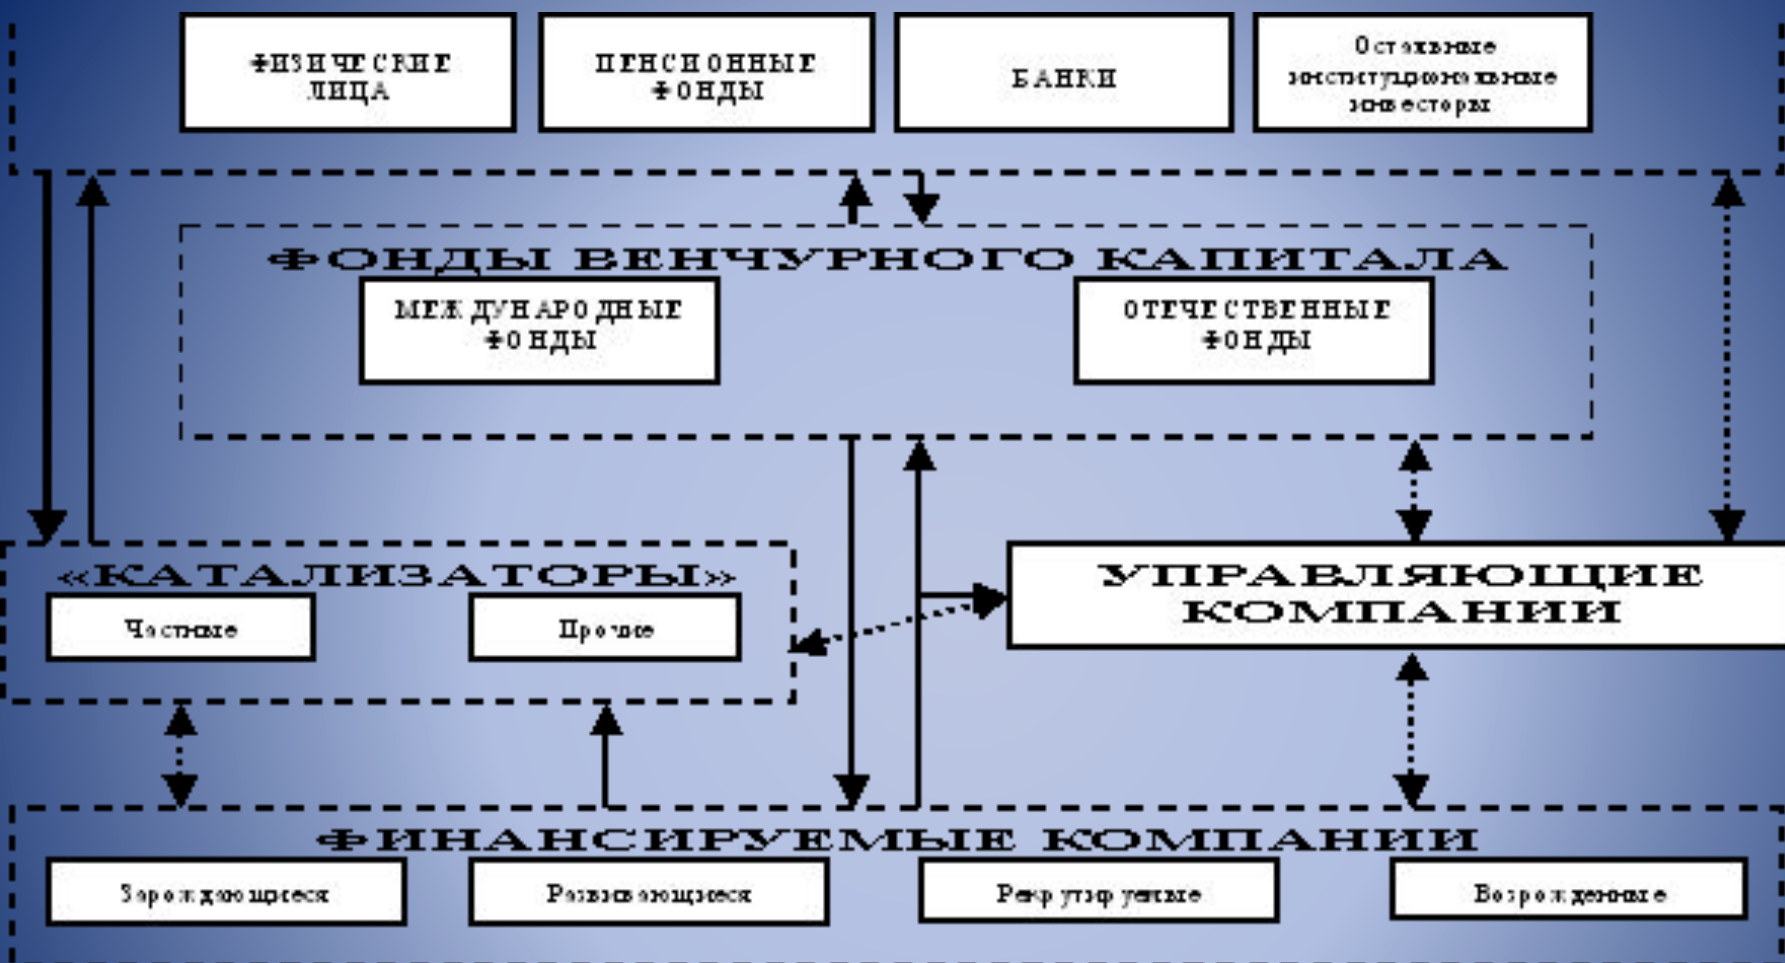 ФИЗИЧЕСКИЕ
ЛИЦА
ПЕНСИОННЫЕ
ФОНДЫ
БАНКИ
Остальные
институциональные
инвесторы
ФОНДЫ ВЕНЧУРНОГО КАПИТАЛА
МЕЖДУНАРОДНЫЕ
ФОНДЫ
ОТЕЧЕСТВЕННЫЕ
ФОНДЫ
«КАТАЛИЗАТОРЫ»
Частные
Прочие
УПРАВЛЯЮЩИЕ
КОМПАНИИ
ФИНАНСИРУЕМЫЕ КОМПАНИИ
Зарождающиеся
Развивающиеся
Рекрутируемые
Возрожденные